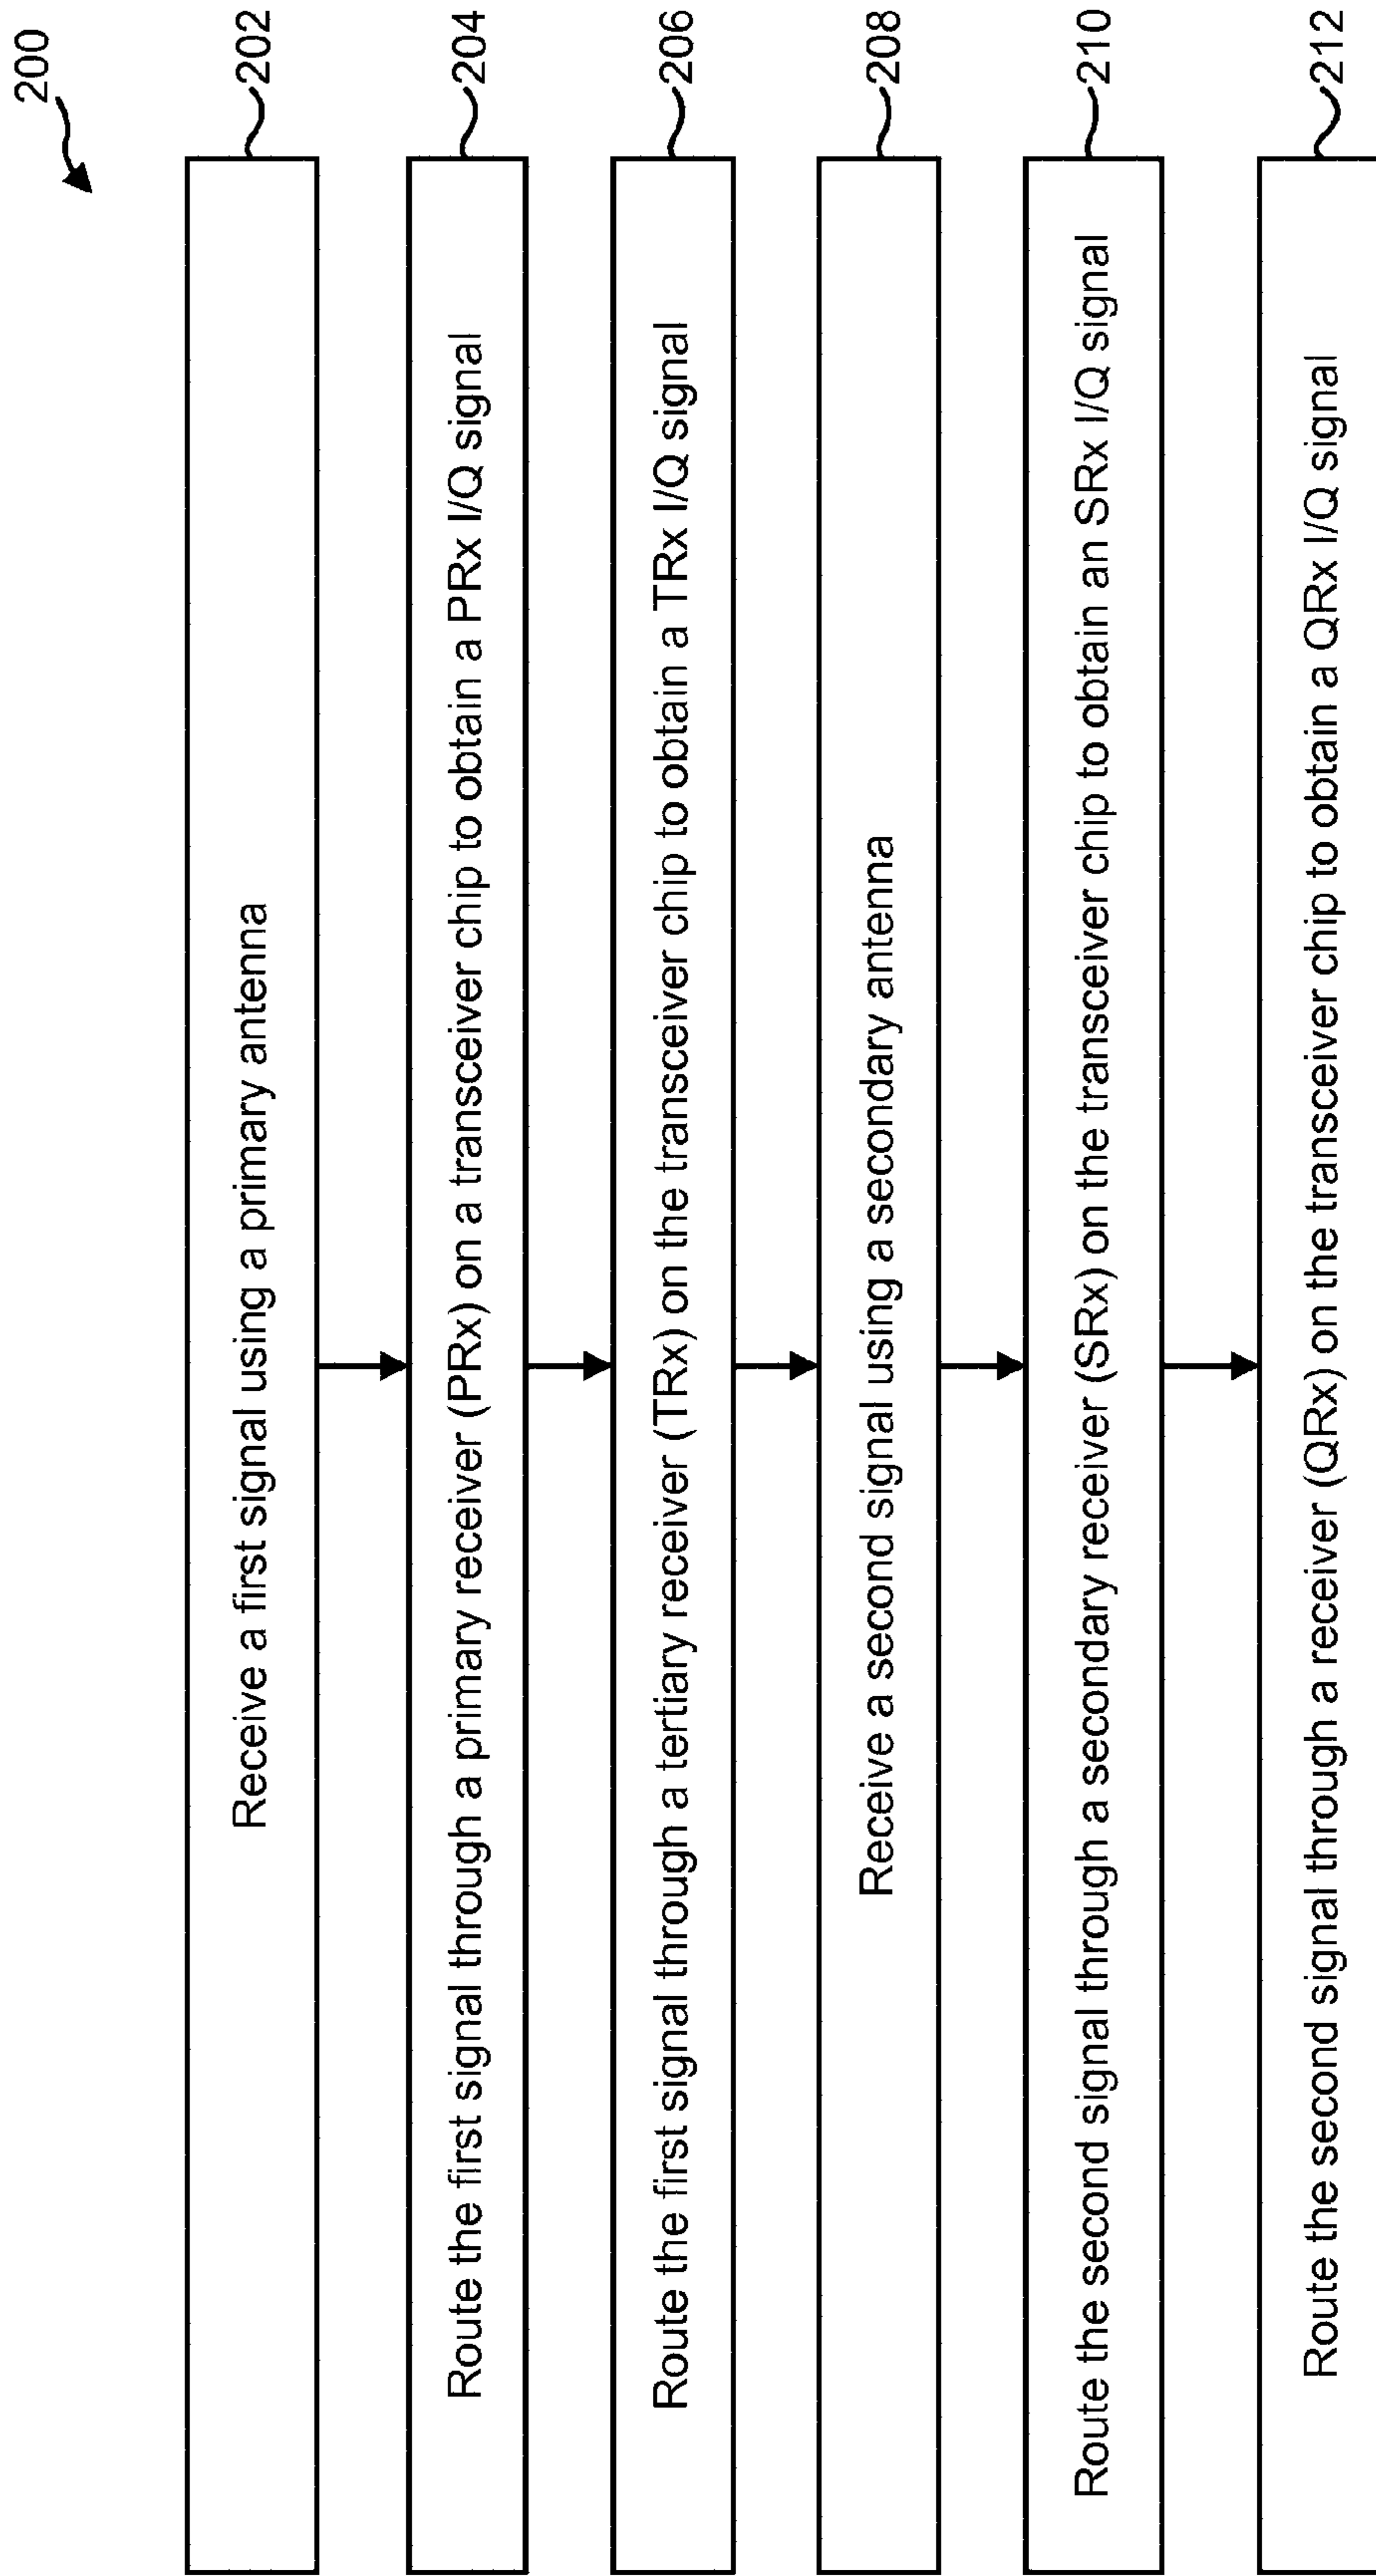 200
Receive a first signal using a primary antenna
202
Route the first signal through a primary receiver (PRx) on a transceiver chip to obtain a PRx I/Q signal
204
Route the first signal through a tertiary receiver (TRx) on the transceiver chip to obtain a TRx I/Q signal
206
Receive a second signal using a secondary antenna
208
Route the second signal through a secondary receiver (SRx) on the transceiver chip to obtain an SRx I/Q signal
210
Route the second signal through a receiver (QRx) on the transceiver chip to obtain a QRx I/Q signal
212